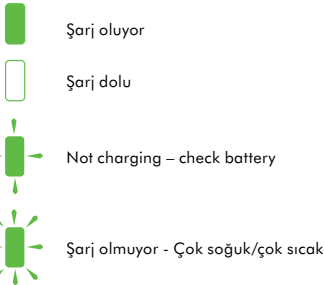 Şarj oluyor
Şarj dolu
Not charging – check battery
Şarj olmuyor - Çok soğuk/çok sıcak